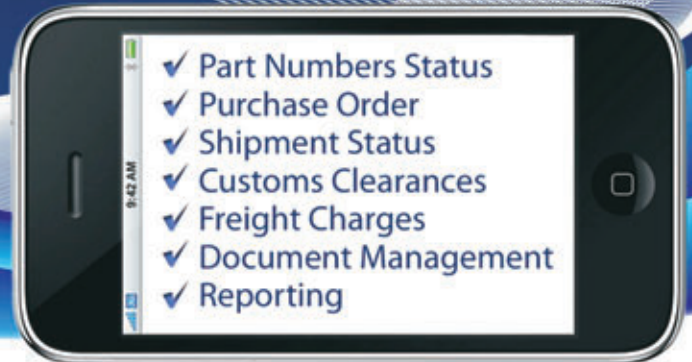 9:42 AM
Part Numbers Status
Purchase Order
Shipment Status
Customs Clearances
Freight Charges
Document Management
Reporting